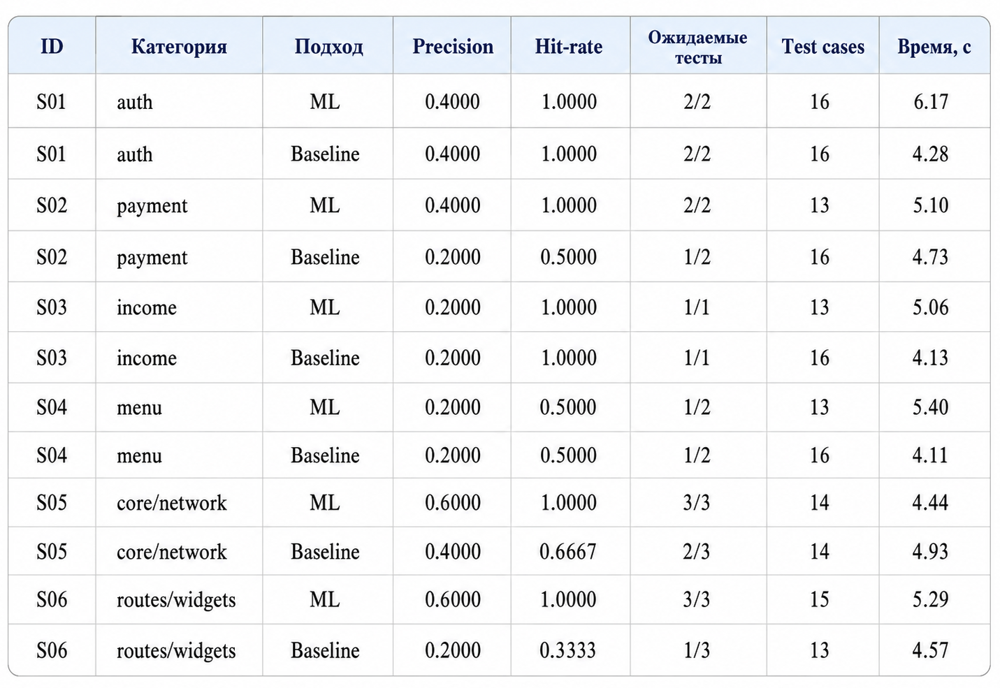 ID Категория Подход Precision Hit-rate Ожидаемые тесты Test cases Время, с
S01 auth ML 0.4000 1.0000 2/2 16 6.17
S01 auth Baseline 0.4000 1.0000 2/2 16 4.28
S02 payment ML 0.4000 1.0000 2/2 13 5.10
S02 payment Baseline 0.2000 0.5000 1/2 16 4.73
S03 income ML 0.2000 1.0000 1/1 13 5.06
S03 income Baseline 0.2000 1.0000 1/1 16 4.13
S04 menu ML 0.2000 0.5000 1/2 13 5.40
S04 menu Baseline 0.2000 0.5000 1/2 16 4.11
S05 core/network ML 0.6000 1.0000 3/3 14 4.44
S05 core/network Baseline 0.4000 0.6667 2/3 14 4.93
S06 routes/widgets ML 0.6000 1.0000 3/3 15 5.29
S06 routes/widgets Baseline 0.2000 0.3333 1/3 13 4.57